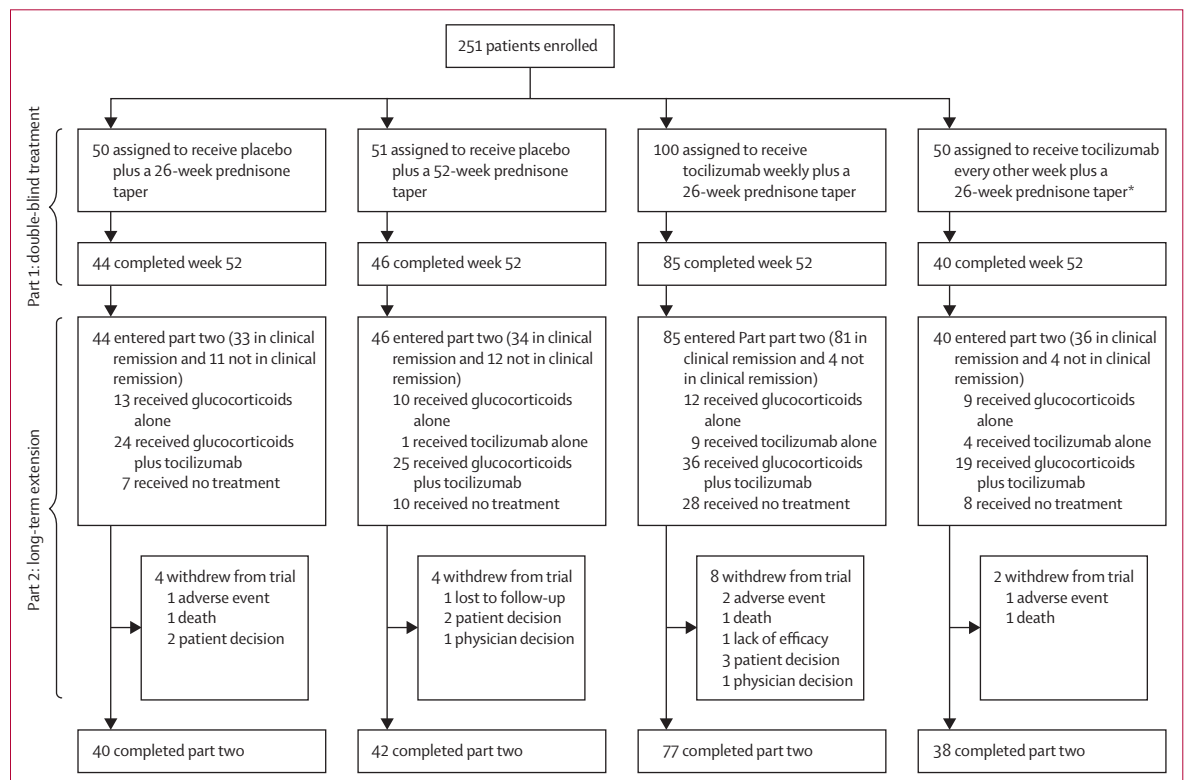 251 patients enrolled
Part 1: double-blind treatment
50 assigned to receive placebo
plus a 26-week prednisone
taper
51 assigned to receive placebo
plus a 52-week prednisone
taper
100 assigned to receive
tocilizumab weekly plus a
26-week prednisone taper
50 assigned to receive tocilizumab
every other week plus a
26-week prednisone taper*
44 completed week 52
46 completed week 52
85 completed week 52
40 completed week 52
Part 2: long-term extension
44 entered part two (33 in clinical
remission and 11 not in clinical
remission)
13 received glucocorticoids
alone
24 received glucocorticoids
plus tocilizumab
7 received no treatment
46 entered part two (34 in clinical
remission and 12 not in clinical
remission)
10 received glucocorticoids
alone
1 received tocilizumab alone
25 received glucocorticoids
plus tocilizumab
10 received no treatment
85 entered Part part two (81 in
clinical remission and 4 not
in clinical remission)
12 received glucocorticoids
alone
9 received tocilizumab alone
36 received glucocorticoids
plus tocilizumab
28 received no treatment
40 entered part two (36 in clinical
remission and 4 not in clinical
remission)
9 received glucocorticoids
alone
4 received tocilizumab alone
19 received glucocorticoids
plus tocilizumab
8 received no treatment
4 withdrew from trial
1 adverse event
1 death
2 patient decision
4 withdrew from trial
1 lost to follow-up
2 patient decision
1 physician decision
8 withdrew from trial
2 adverse event
1 death
1 lack of efficacy
3 patient decision
1 physician decision
2 withdrew from trial
1 adverse event
1 death
40 completed part two
42 completed part two
77 completed part two
38 completed part two